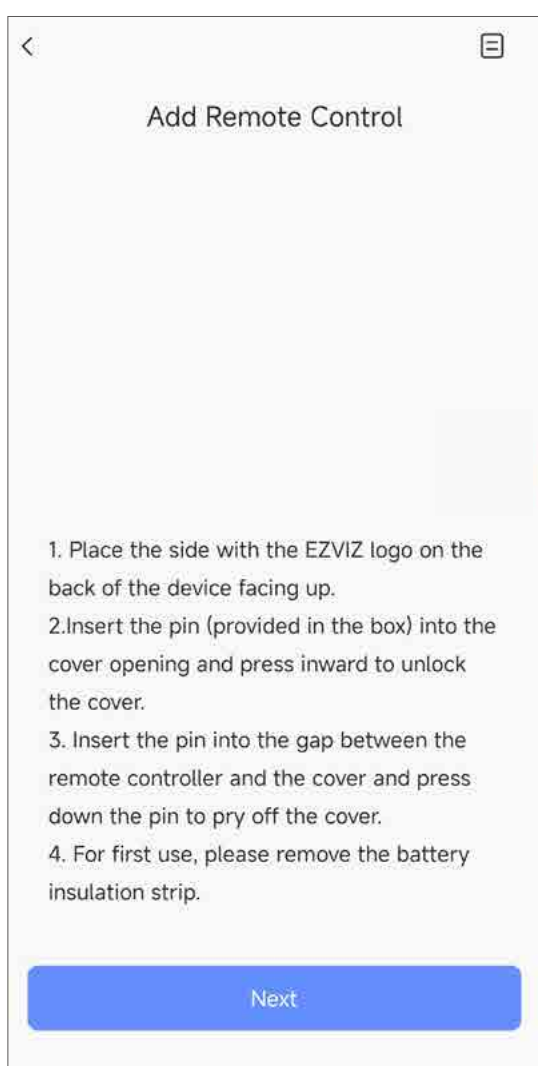 Add Remote Control
1. Place the side with the EZVIZ logo on the
back of the device facing up.
2.Insert the pin (provided in the box) into the
cover opening and press inward to unlock
the cover.
3. Insert the pin into the gap between the
remote controller and the cover and press
down the pin to pry off the cover.
4. For first use, please remove the battery
insulation strip.
Next